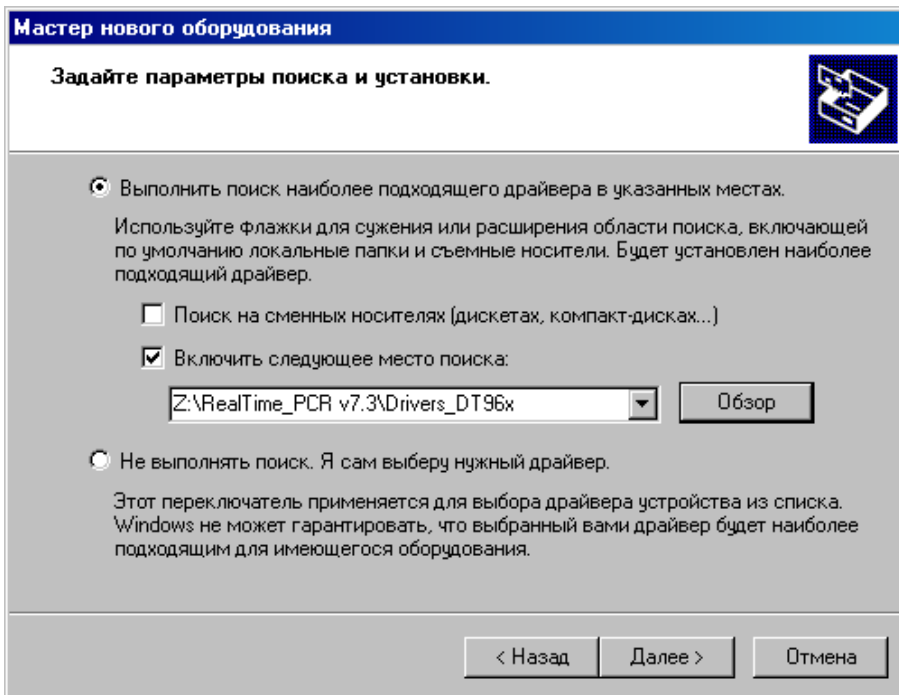 Мастер нового оборудования
Задайте параметры поиска и установки.
Выполнить поиск наиболее подходящего драйвера в указанных местах.
Используйте флажки для сужения или расширения области поиска, включающей
по умолчанию локальные папки и съемные носители. Будет установлен наиболее
подходящий драйвер.
Поиск на сменных носителях (дискетах, компакт-дисках...)
Включить следующее место поиска:
Z:\RealTime_PCR v7.3\Drivers_DT96x
Обзор
Не выполнять поиск. Я сам выберу нужный драйвер.
Этот переключатель применяется для выбора драйвера устройства из списка.
Windows не может гарантировать, что выбранный вами драйвер будет наиболее
подходящим для имеющегося оборудования.
< Назад Далее > Отмена